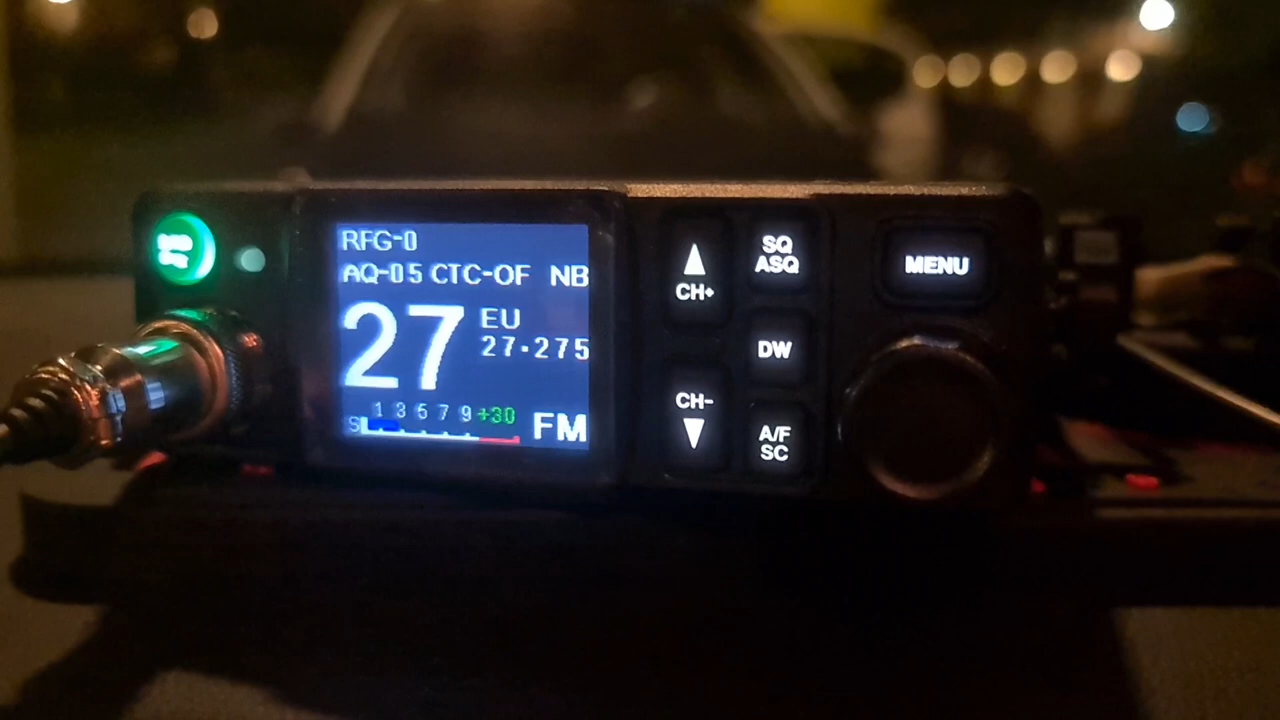 RFG-0
AQ-05 CTC-OF NB
27 EU
27.275
1 3 5 7 9 +30
S
FM
CH+
CH-
SQ
ASQ
DW
A/F
SC
MENU